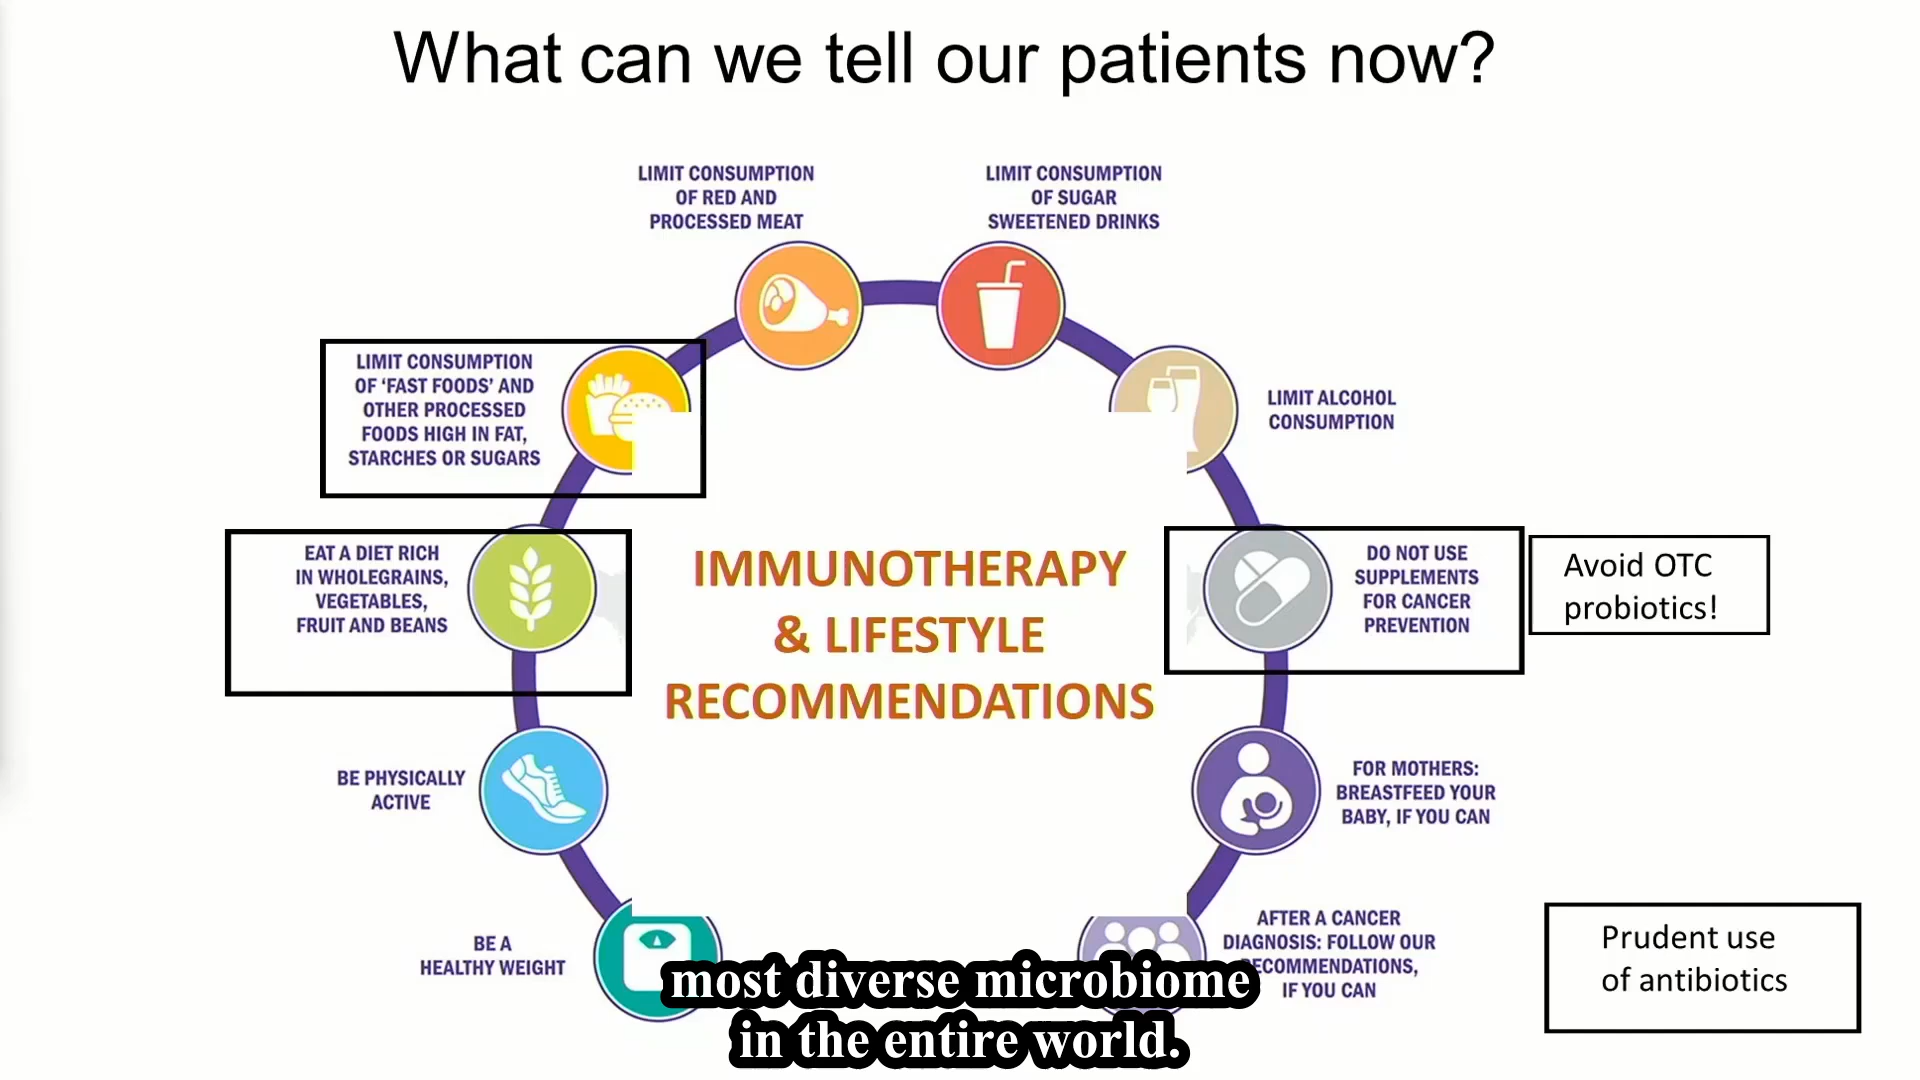 What can we tell our patients now?
LIMIT CONSUMPTION
OF RED AND
PROCESSED MEAT
LIMIT CONSUMPTION
OF SUGAR
SWEETENED DRINKS
LIMIT CONSUMPTION
OF ‘FAST FOODS’ AND
OTHER PROCESSED
FOODS HIGH IN FAT,
STARCHES OR SUGARS
LIMIT ALCOHOL
CONSUMPTION
EAT A DIET RICH
IN WHOLEGRAINS,
VEGETABLES,
FRUIT AND BEANS
IMMUNOTHERAPY
& LIFESTYLE
RECOMMENDATIONS
DO NOT USE
SUPPLEMENTS
FOR CANCER
PREVENTION
Avoid OTC
probiotics!
BE PHYSICALLY
ACTIVE
FOR MOTHERS:
BREASTFEED YOUR
BABY, IF YOU CAN
BE A
HEALTHY WEIGHT
AFTER A CANCER
DIAGNOSIS: FOLLOW OUR
ECOMMENDATIONS,
IF YOU CAN
Prudent use
of antibiotics
most diverse microbiome
in the entire world.